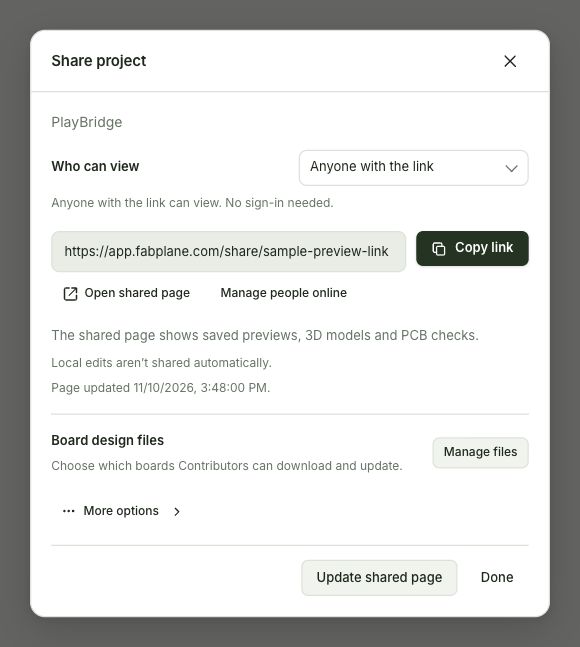 Share project
PlayBridge
Who can view
Anyone with the link
Anyone with the link can view. No sign-in needed.
https://app.fabplane.com/share/sample-preview-link
Copy link
Open shared page
Manage people online
The shared page shows saved previews, 3D models and PCB checks.
Local edits aren't shared automatically.
Page updated 11/10/2026, 3:48:00 PM.
Board design files
Choose which boards Contributors can download and update.
Manage files
More options
Update shared page
Done